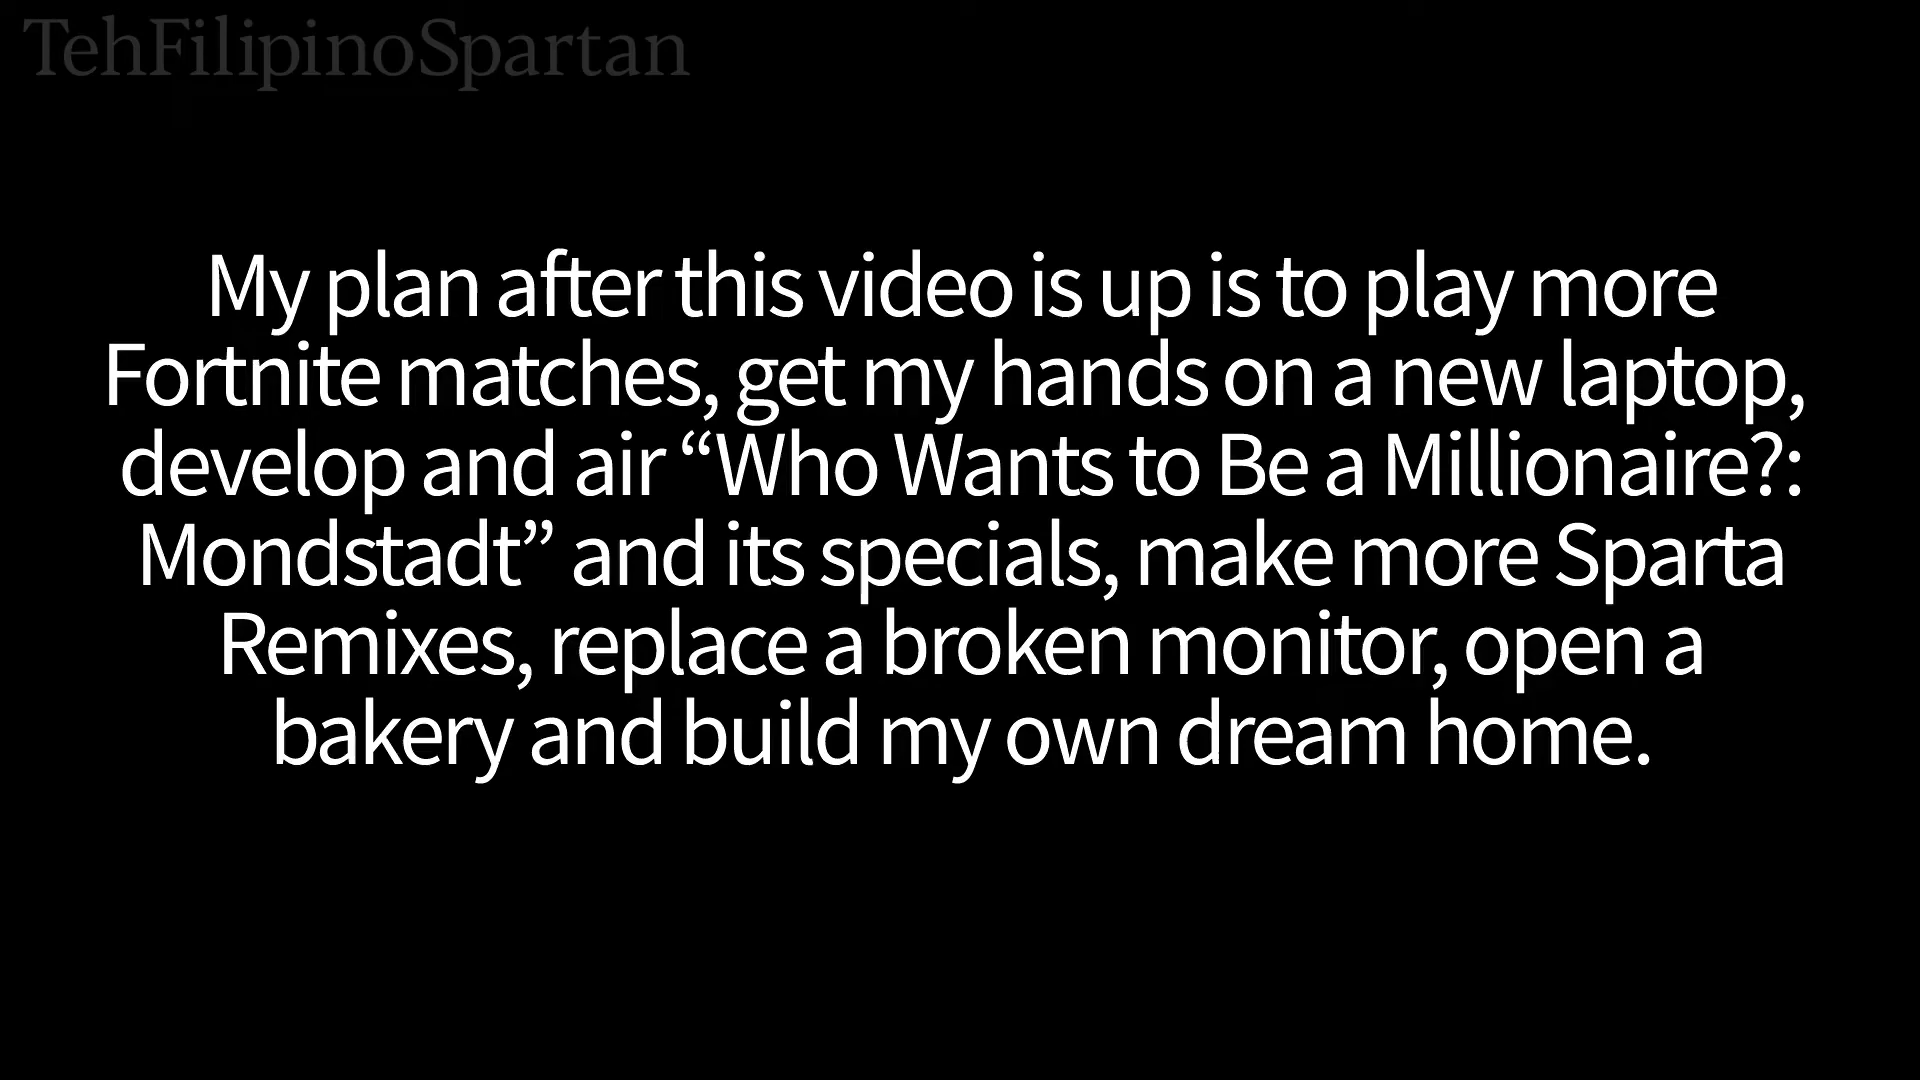 TehFilipinoSpartan
My plan after this video is up is to play more
Fortnite matches, get my hands on a new laptop,
develop and air “Who Wants to Be a Millionaire?:
Mondstadt” and its specials, make more Sparta
Remixes, replace a broken monitor, open a
bakery and build my own dream home.